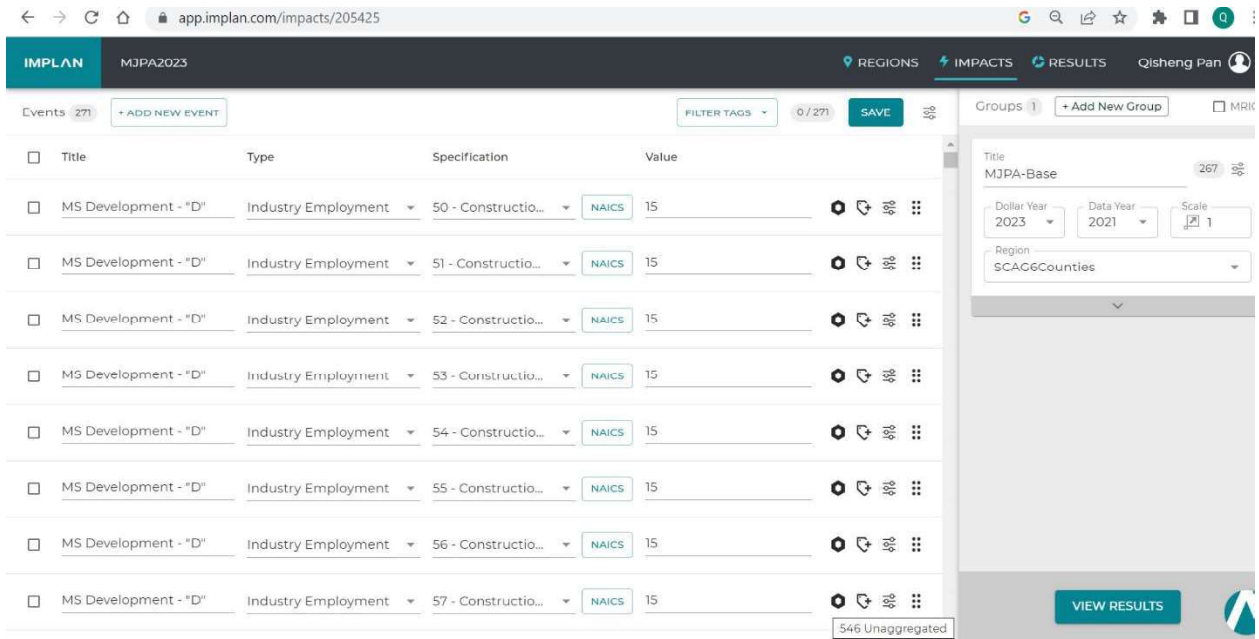 app.implan.com/impacts/205425
G
Q
IMPLAN MJPA2023 REGIONS IMPACTS RESULTS Qisheng Pan
Events 271 + ADD NEW EVENT FILTER TAGS 0/271 SAVE Groups 1 + Add New Group
Title Type Specification Value
MS Development - "D" Industry Employment 50 - Constructio... NAICS 15
MS Development - "D" Industry Employment 51 - Constructio... NAICS 15
MS Development - "D" Industry Employment 52 - Constructio... NAICS 15
MS Development - "D" Industry Employment 53 - Constructio... NAICS 15
MS Development - "D" Industry Employment 54 - Constructio... NAICS 15
MS Development - "D" Industry Employment 55 - Constructio... NAICS 15
MS Development - "D" Industry Employment 56 - Constructio... NAICS 15
MS Development - "D" Industry Employment 57 - Constructio... NAICS 15
546 Unaggregated
Title
MJPA-Base 267
Dollar Year Data Year Scale
2023 2021 1
Region
SCAG6Counties
VIEW RESULTS